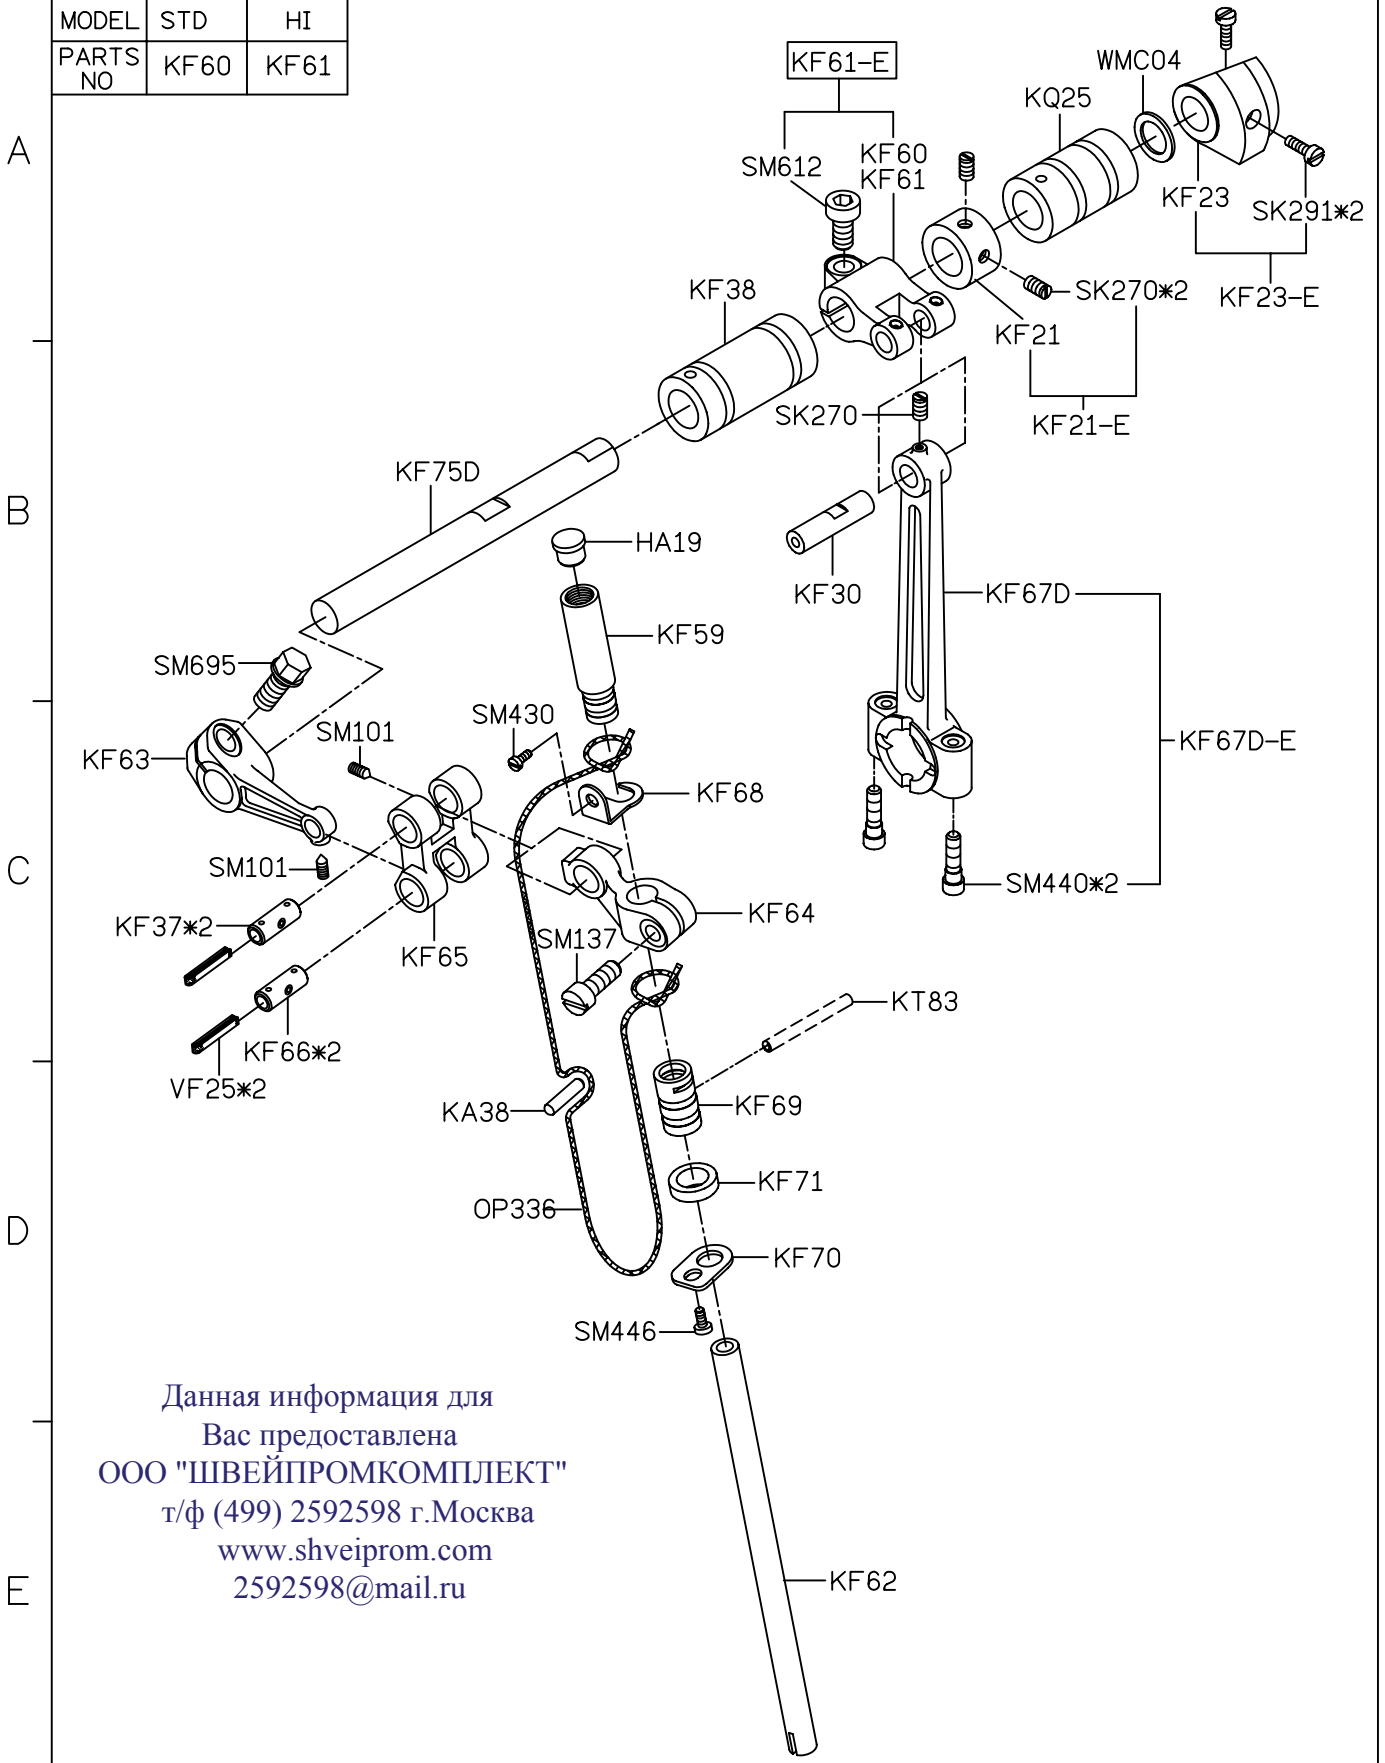 MODEL STD HI
PARTS NO KF60 KF61
KF61-E
WMC04
KQ25
A
SM612
KF60
KF61
KF23
SK291*2
KF38
SK270*2
KF23-E
KF21
SK270
KF21-E
KF75D
B
HA19
KF30
KF67D
KF59
SM695
SM430
SM101
KF63
KF67D-E
KF68
C
SM101
SM440*2
KF64
KF37*2
SM137
KF65
KT83
KF66*2
VF25*2
KA38
KF69
KF71
OP336
D
KF70
SM446
Данная информация для
Вас предоставлена
ООО "ШВЕЙПРОМКОМПЛЕКТ"
т/ф (499) 2592598 г.Москва
www.shveiprom.com
2592598@mail.ru
E
KF62